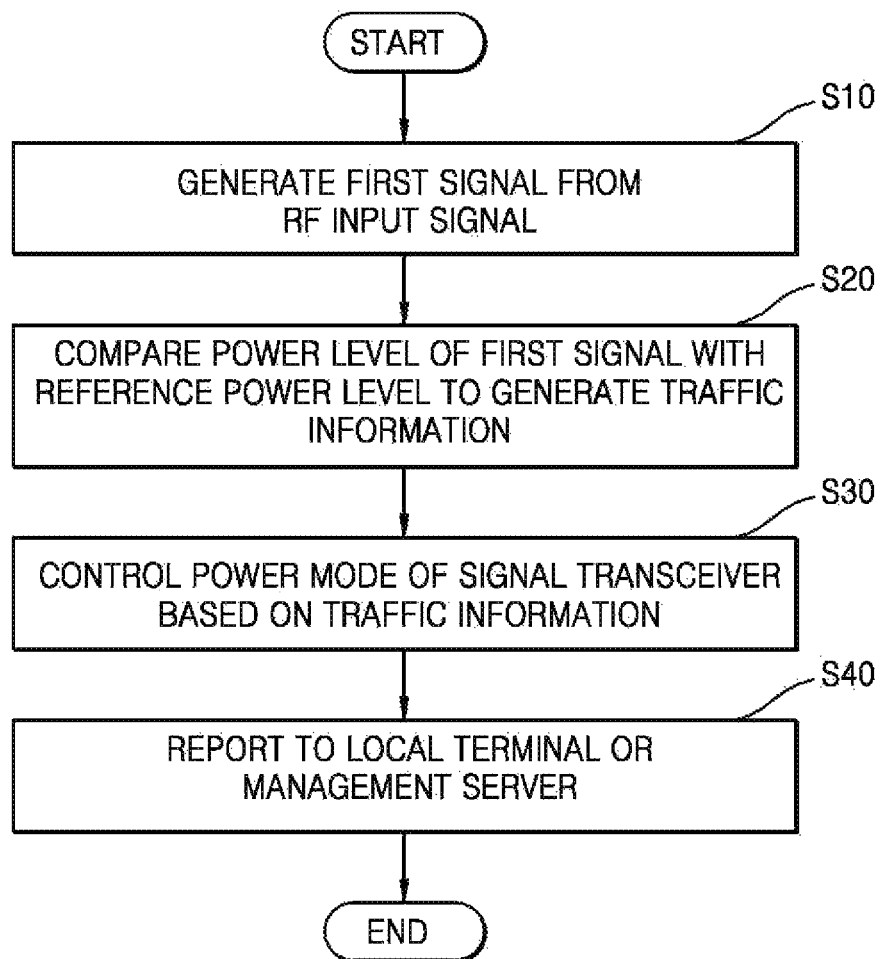 START
S10
GENERATE FIRST SIGNAL FROM
RF INPUT SIGNAL
S20
COMPARE POWER LEVEL OF FIRST SIGNAL WITH
REFERENCE POWER LEVEL TO GENERATE TRAFFIC
INFORMATION
S30
CONTROL POWER MODE OF SIGNAL TRANSCEIVER
BASED ON TRAFFIC INFORMATION
S40
REPORT TO LOCAL TERMINAL OR
MANAGEMENT SERVER
END